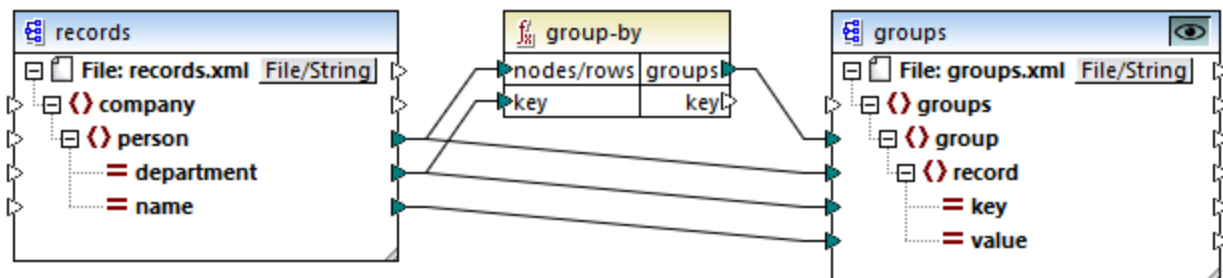 records
File: records.xml File/String
company
person
department
name
group-by
nodes/rows groups
key key
groups
File: groups.xml File/String
groups
group
record
key
value